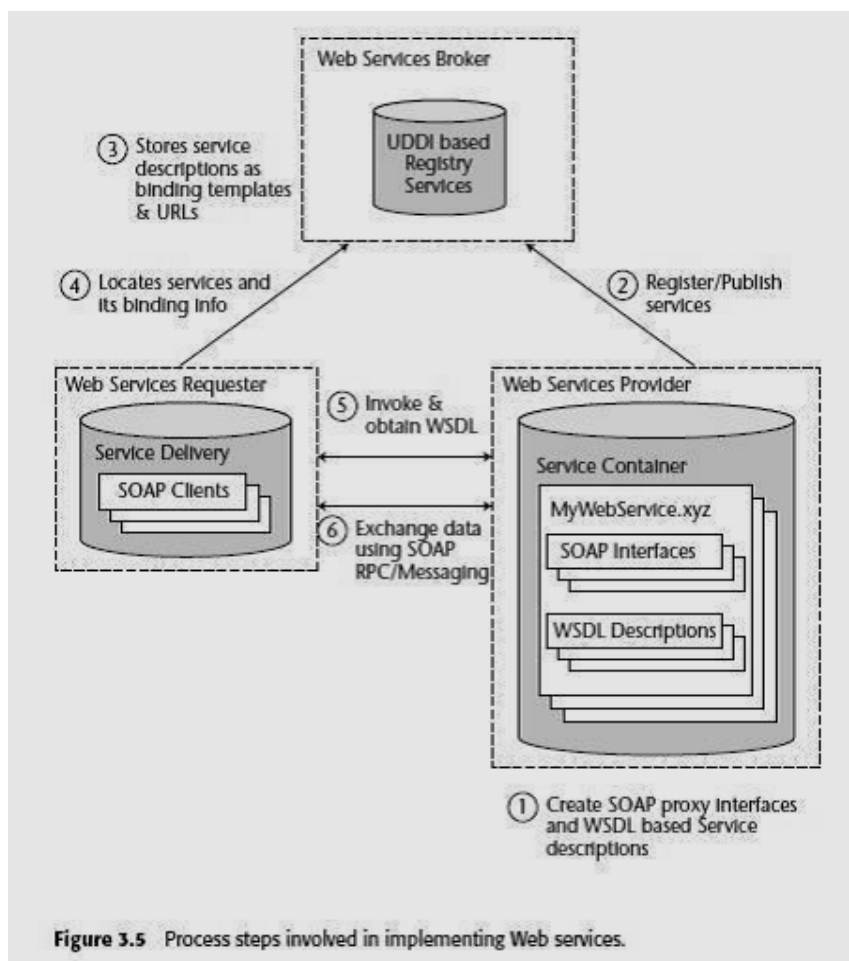 Web Services Broker
UDDI based
Registry
Services
3 Stores service
descriptions as
binding templates
& URLs
4 Locates services and
its binding info
2 Register/Publish
services
Web Services Requester
Service Delivery
SOAP Clients
5 Invoke &
obtain WSDL
6 Exchange data
using SOAP
RPC/Messaging
Web Services Provider
Service Container
MyWebService.xyz
SOAP Interfaces
WSDL Descriptions
1 Create SOAP proxy interfaces
and WSDL based Service
descriptions
Figure 3.5 Process steps involved in implementing Web services.